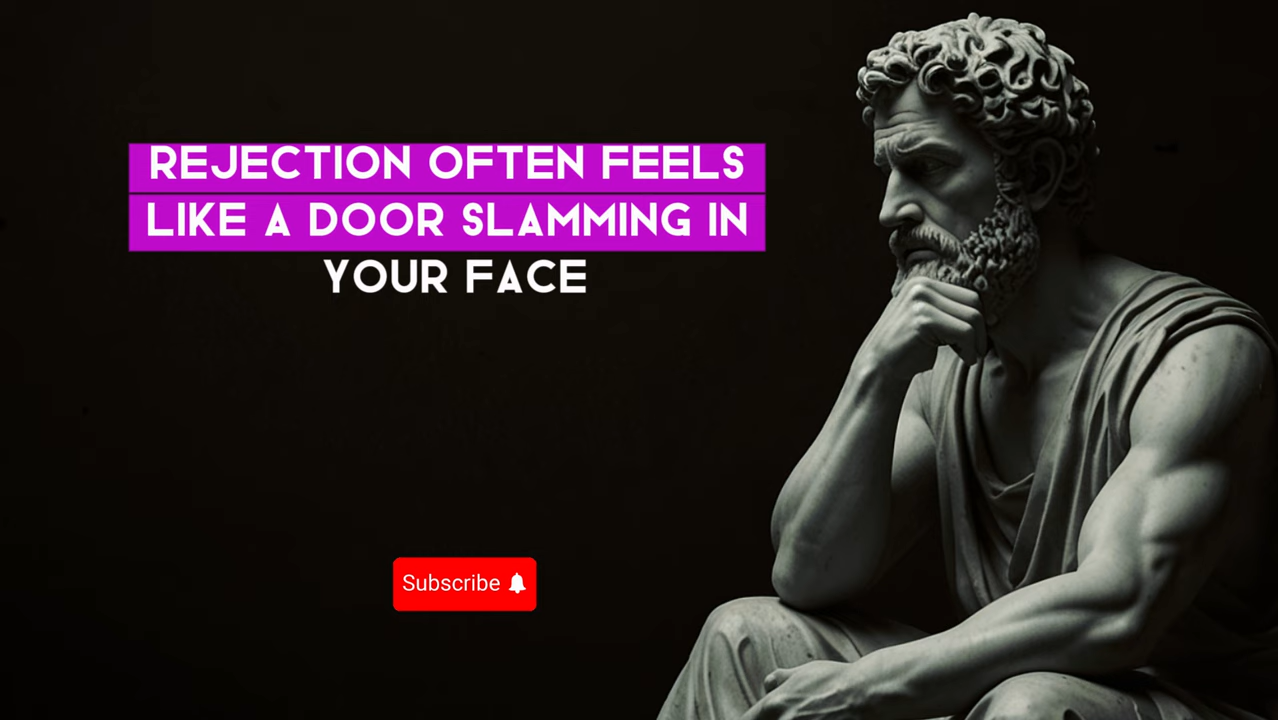 REJECTION OFTEN FEELS
LIKE A DOOR SLAMMING IN
YOUR FACE
Subscribe